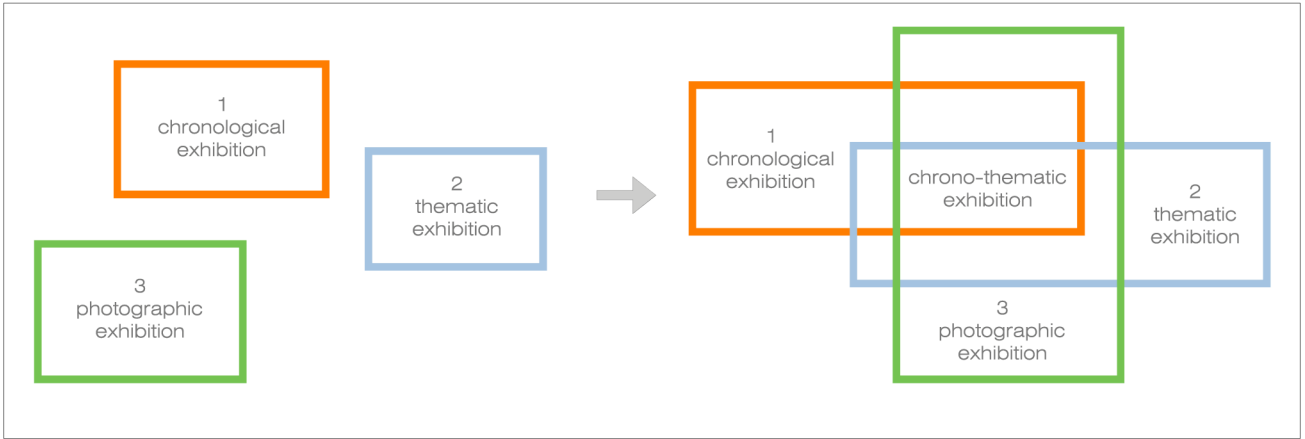 1
chronological
exhibition
2
thematic
exhibition
3
photographic
exhibition
1
chronological
exhibition
chrono-thematic
exhibition
2
thematic
exhibition
3
photographic
exhibition